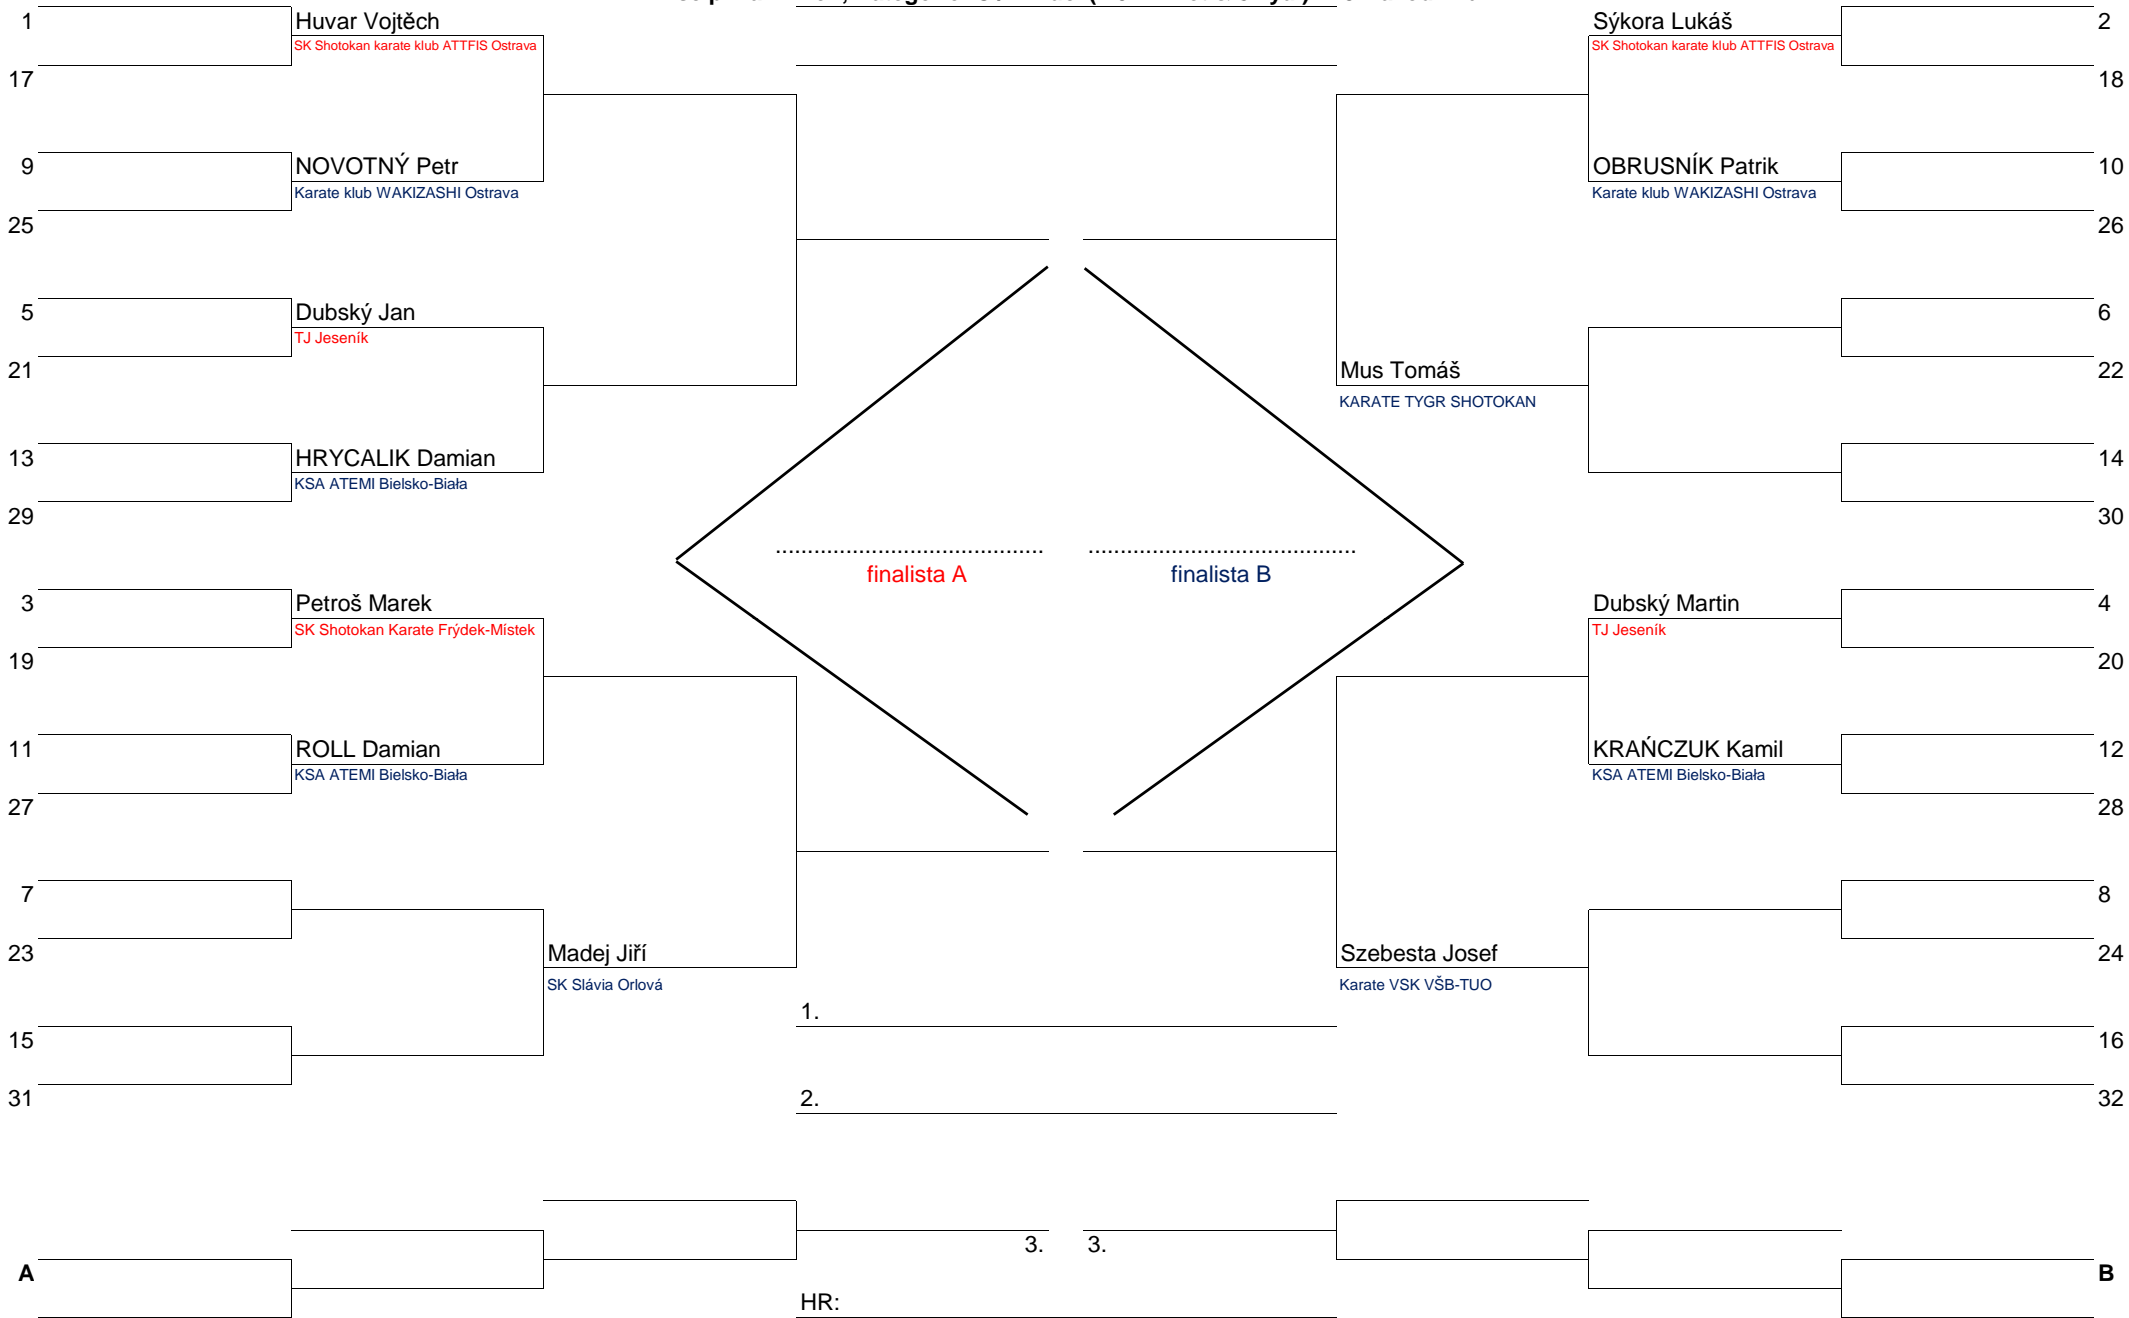 1
Huvar Vojtěch
SK Shotokan karate klub ATTFIS Ostrava
17
9
NOVOTNÝ Petr
Karate klub WAKIZASHI Ostrava
25
5
Dubský Jan
TJ Jeseník
21
13
HRYCALIK Damian
KSA ATEMI Bielsko-Biała
29
3
Petroš Marek
SK Shotokan Karate Frýdek-Místek
19
11
ROLL Damian
KSA ATEMI Bielsko-Biała
27
7
23
Madej Jiří
SK Slávia Orlová
15
31
A
..........................................
finalista A
..........................................
finalista B
1.
2.
3.
3.
HR:
Sýkora Lukáš
2
SK Shotokan karate klub ATTFIS Ostrava
18
OBRUSNÍK Patrik
10
Karate klub WAKIZASHI Ostrava
26
6
Mus Tomáš
22
KARATE TYGR SHOTOKAN
14
30
Dubský Martin
4
TJ Jeseník
20
KRAŃCZUK Kamil
12
KSA ATEMI Bielsko-Biała
28
8
Szebesta Josef
24
Karate VSK VŠB-TUO
16
32
B